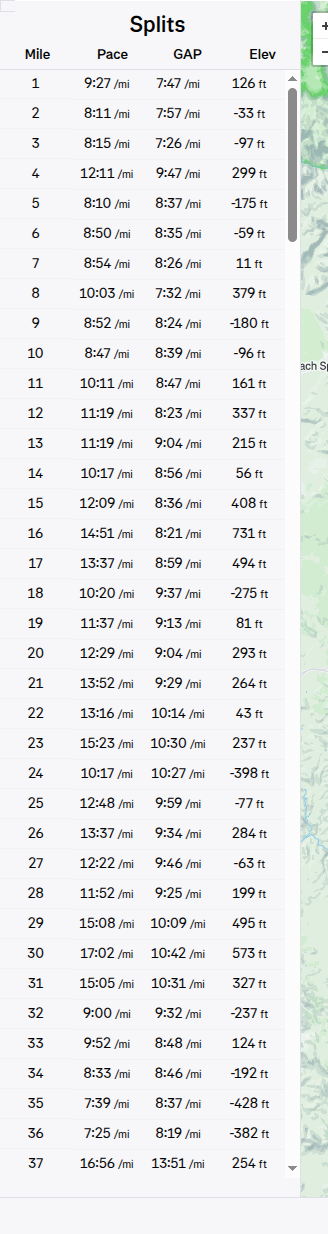 Splits
Mile Pace GAP Elev
1 9:27 /mi 7:47 /mi 126 ft
2 8:11 /mi 7:57 /mi -33 ft
3 8:15 /mi 7:26 /mi -97 ft
4 12:11 /mi 9:47 /mi 299 ft
5 8:10 /mi 8:37 /mi -175 ft
6 8:50 /mi 8:35 /mi -59 ft
7 8:54 /mi 8:26 /mi 11 ft
8 10:03 /mi 7:32 /mi 379 ft
9 8:52 /mi 8:24 /mi -180 ft
ach Sp
10 8:47 /mi 8:39 /mi -96 ft
11 10:11 /mi 8:47 /mi 161 ft
12 11:19 /mi 8:23 /mi 337 ft
13 11:19 /mi 9:04 /mi 215 ft
14 10:17 /mi 8:56 /mi 56 ft
15 12:09 /mi 8:36 /mi 408 ft
16 14:51 /mi 8:21 /mi 731 ft
17 13:37 /mi 8:59 /mi 494 ft
18 10:20 /mi 9:37 /mi -275 ft
19 11:37 /mi 9:13 /mi 81 ft
20 12:29 /mi 9:04 /mi 293 ft
21 13:52 /mi 9:29 /mi 264 ft
22 13:16 /mi 10:14 /mi 43 ft
23 15:23 /mi 10:30 /mi 237 ft
24 10:17 /mi 10:27 /mi -398 ft
25 12:48 /mi 9:59 /mi -77 ft
26 13:37 /mi 9:34 /mi 284 ft
27 12:22 /mi 9:46 /mi -63 ft
28 11:52 /mi 9:25 /mi 199 ft
29 15:08 /mi 10:09 /mi 495 ft
30 17:02 /mi 10:42 /mi 573 ft
31 15:05 /mi 10:31 /mi 327 ft
32 9:00 /mi 9:32 /mi -237 ft
33 9:52 /mi 8:48 /mi 124 ft
34 8:33 /mi 8:46 /mi -192 ft
35 7:39 /mi 8:37 /mi -428 ft
36 7:25 /mi 8:19 /mi -382 ft
37 16:56 /mi 13:51 /mi 254 ft